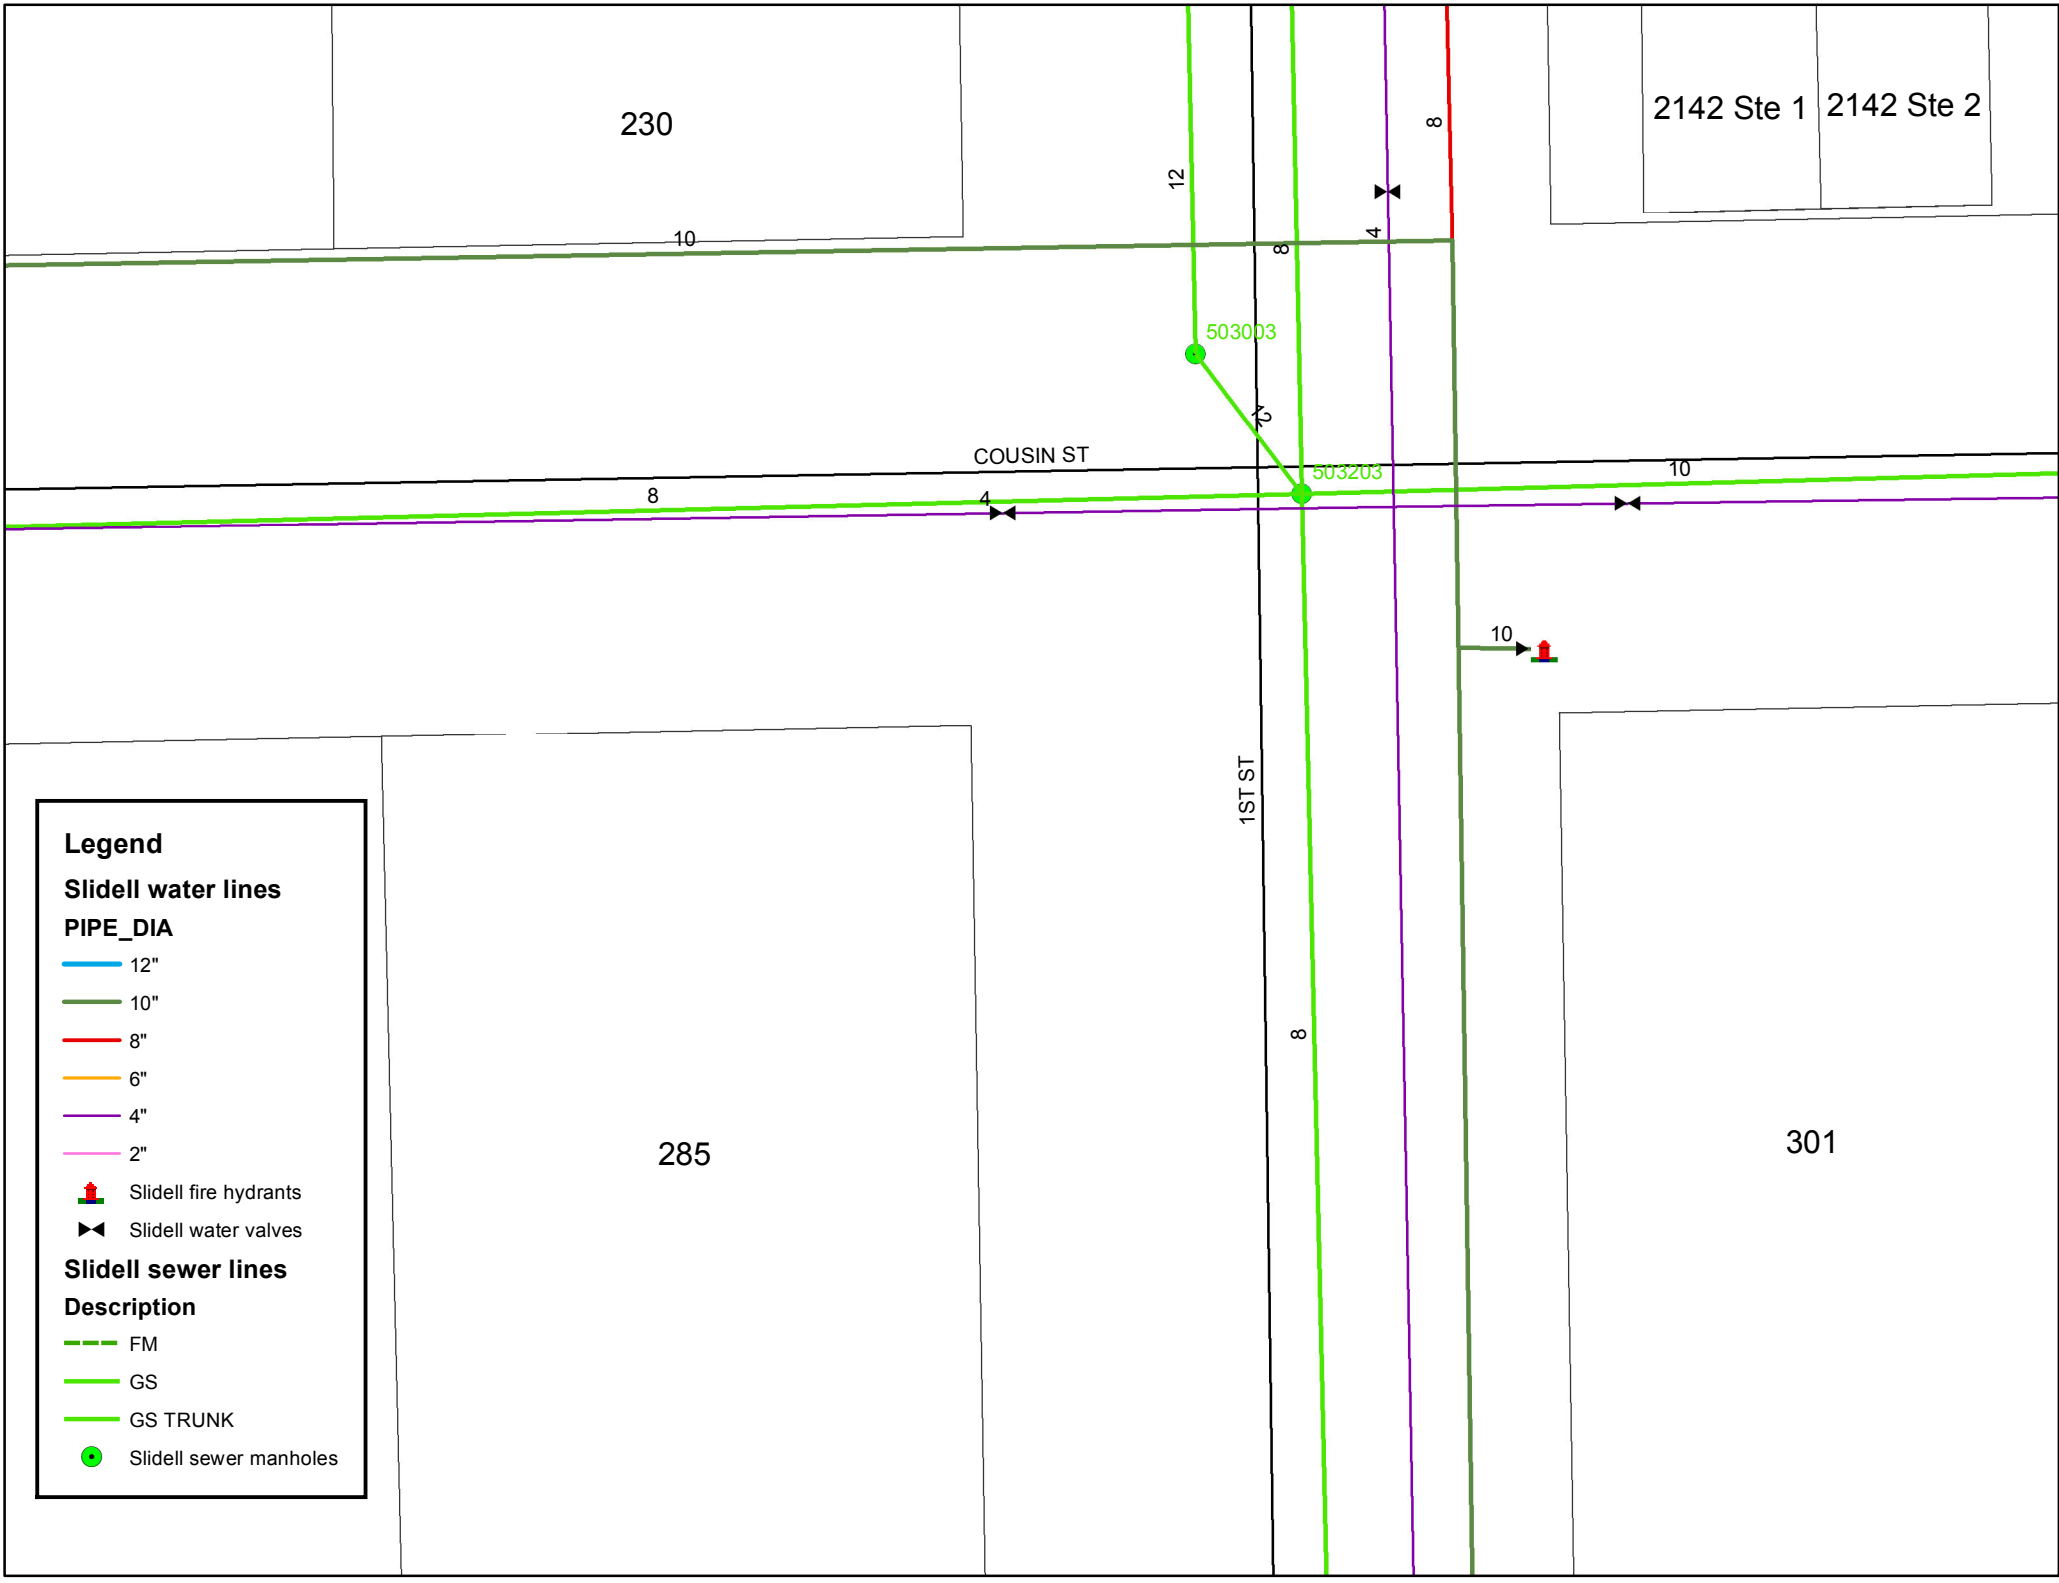 230
2142 Ste 1
2142 Ste 2
8
12
10
4
8
503003
12
COUSIN ST
503203
10
8
4
10
1ST ST
8
285
301
Legend
Slidell water lines
PIPE_DIA
12"
10"
8"
6"
4"
2"
Slidell fire hydrants
Slidell water valves
Slidell sewer lines
Description
FM
GS
GS TRUNK
Slidell sewer manholes